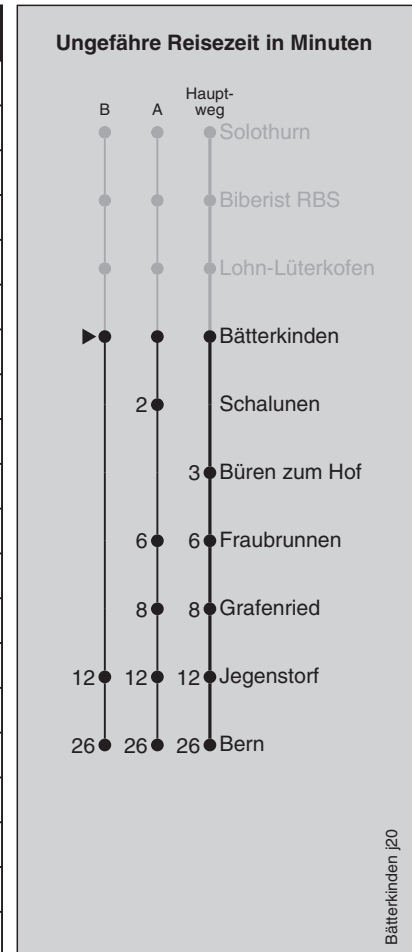 Ungefähre Reisezeit in Minuten
Haupt-
B A weg
Solothurn
Biberist RBS
Lohn-Lüterkofen
Bätterkinden
2 Schalunen
3 Büren zum Hof
6 6 Fraubrunnen
8 8 Grafenried
12 12 12 Jegenstorf
26 26 26 Bern
Bätterkinden j20